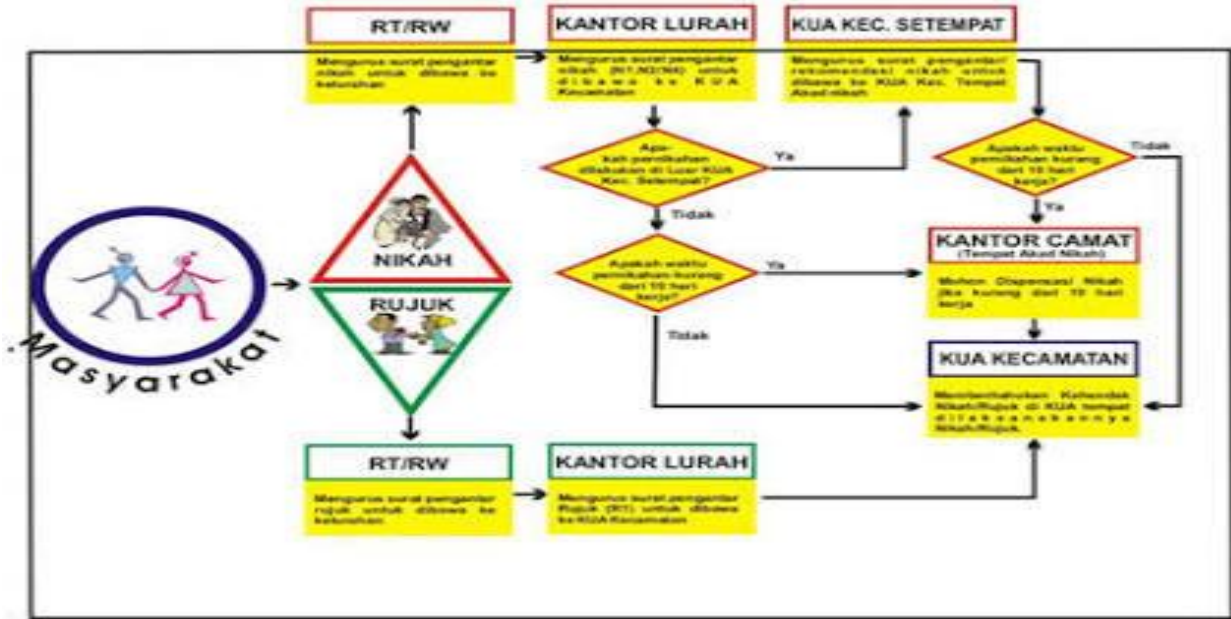 RT/RW
Mengurus surat pengantar
nikah untuk dibawa ke
kelurahan
KANTOR LURAH
Mengurus surat pengantar
nikah (N1,N2/N4) untuk
dibawa ke KUA
Kecamatan
KUA KEC. SETEMPAT
Mengurus surat pengantar/
rekomendasi nikah untuk
dibawa ke KUA Kec. Tempat
Akad nikah
Apa-
kah pernikahan
dilakukan di Luar KUA
Kec. Setempat?
Ya
Tidak
Apakah waktu
pernikahan kurang
dari 10 hari
kerja?
Tidak
Ya
Apakah waktu
pernikahan kurang
dari 10 hari
kerja?
Ya
Tidak
KANTOR CAMAT
(Tempat Akad Nikah)
Mohon Dispensasi Nikah
jika kurang dari 10 hari
kerja
KUA KECAMATAN
Memberitahukan Kehendak
Nikah/Rujuk di KUA tempat
dilaksanakannya
Nikah/Rujuk.
Masyarakat
NIKAH
RUJUK
RT/RW
Mengurus surat pengantar
rujuk untuk dibawa ke
kelurahan
KANTOR LURAH
Mengurus surat pengantar
Rujuk (R1) untuk dibawa
ke KUA Kecamatan